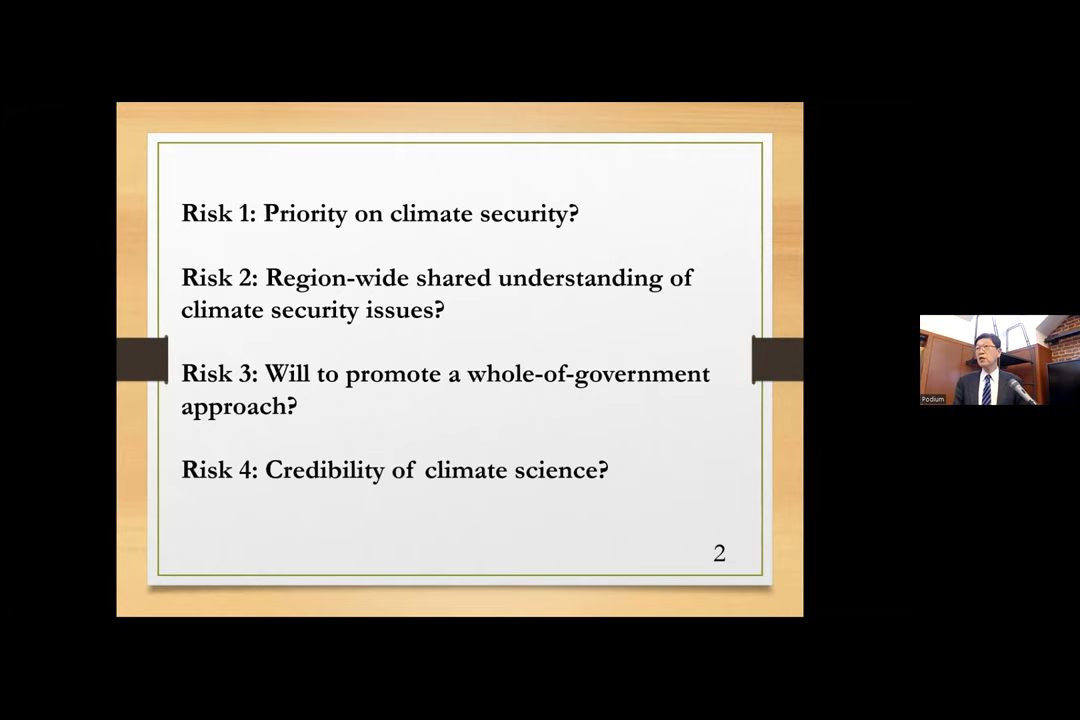 Risk 1: Priority on climate security?
Risk 2: Region-wide shared understanding of
climate security issues?
Risk 3: Will to promote a whole-of-government
approach?
Risk 4: Credibility of climate science?
2
Podium